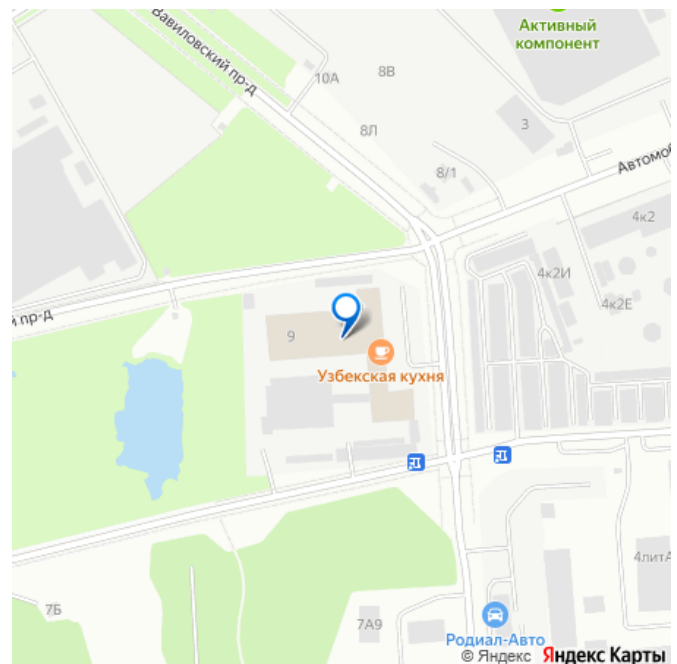 Активный
компонент
Вавиловский пр-д
10А
8В
8Л
3
8/1
Автомоб
4к2
4к2И
4к2Е
й пр-д
9
Узбекская кухня
4литА
7Б
7А9
Родиал-Авто
© Яндекс Яндекс Карты